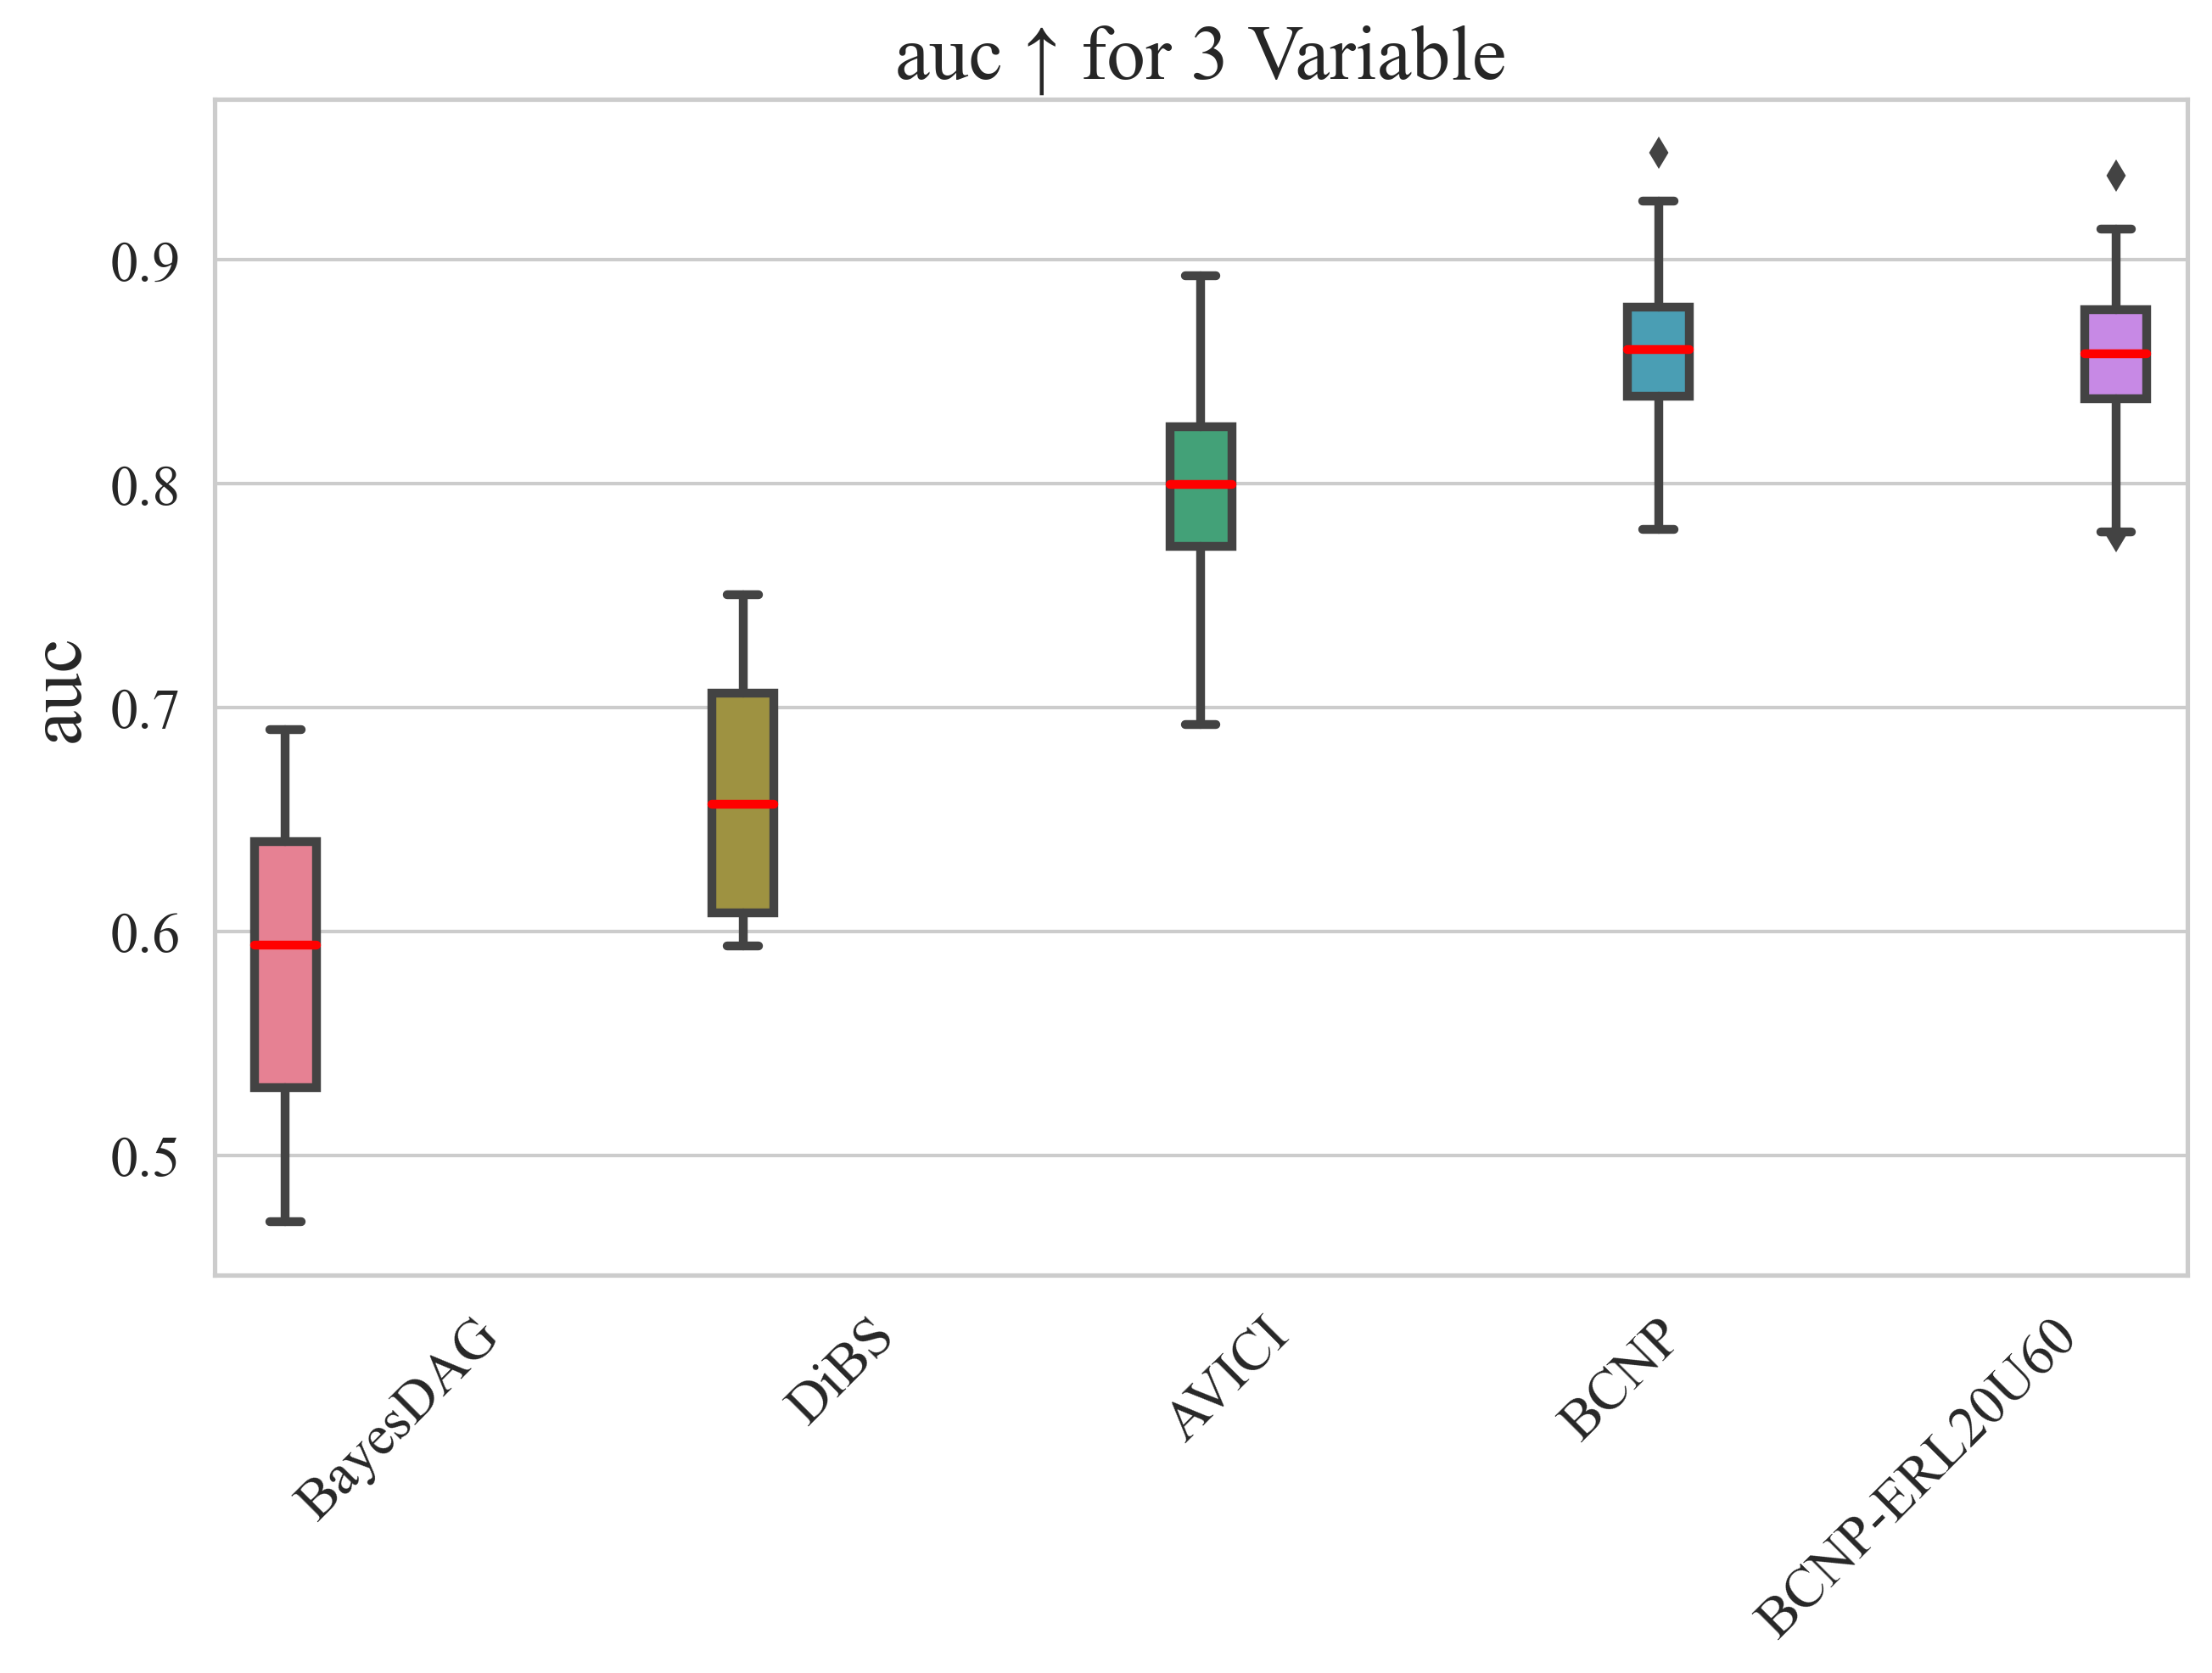 auc ↑ for 3 Variable
auc
0.9
0.8
0.7
0.6
0.5
BayesDAG
DiBS
AVICI
BCNP
BCNP-ERL20U60